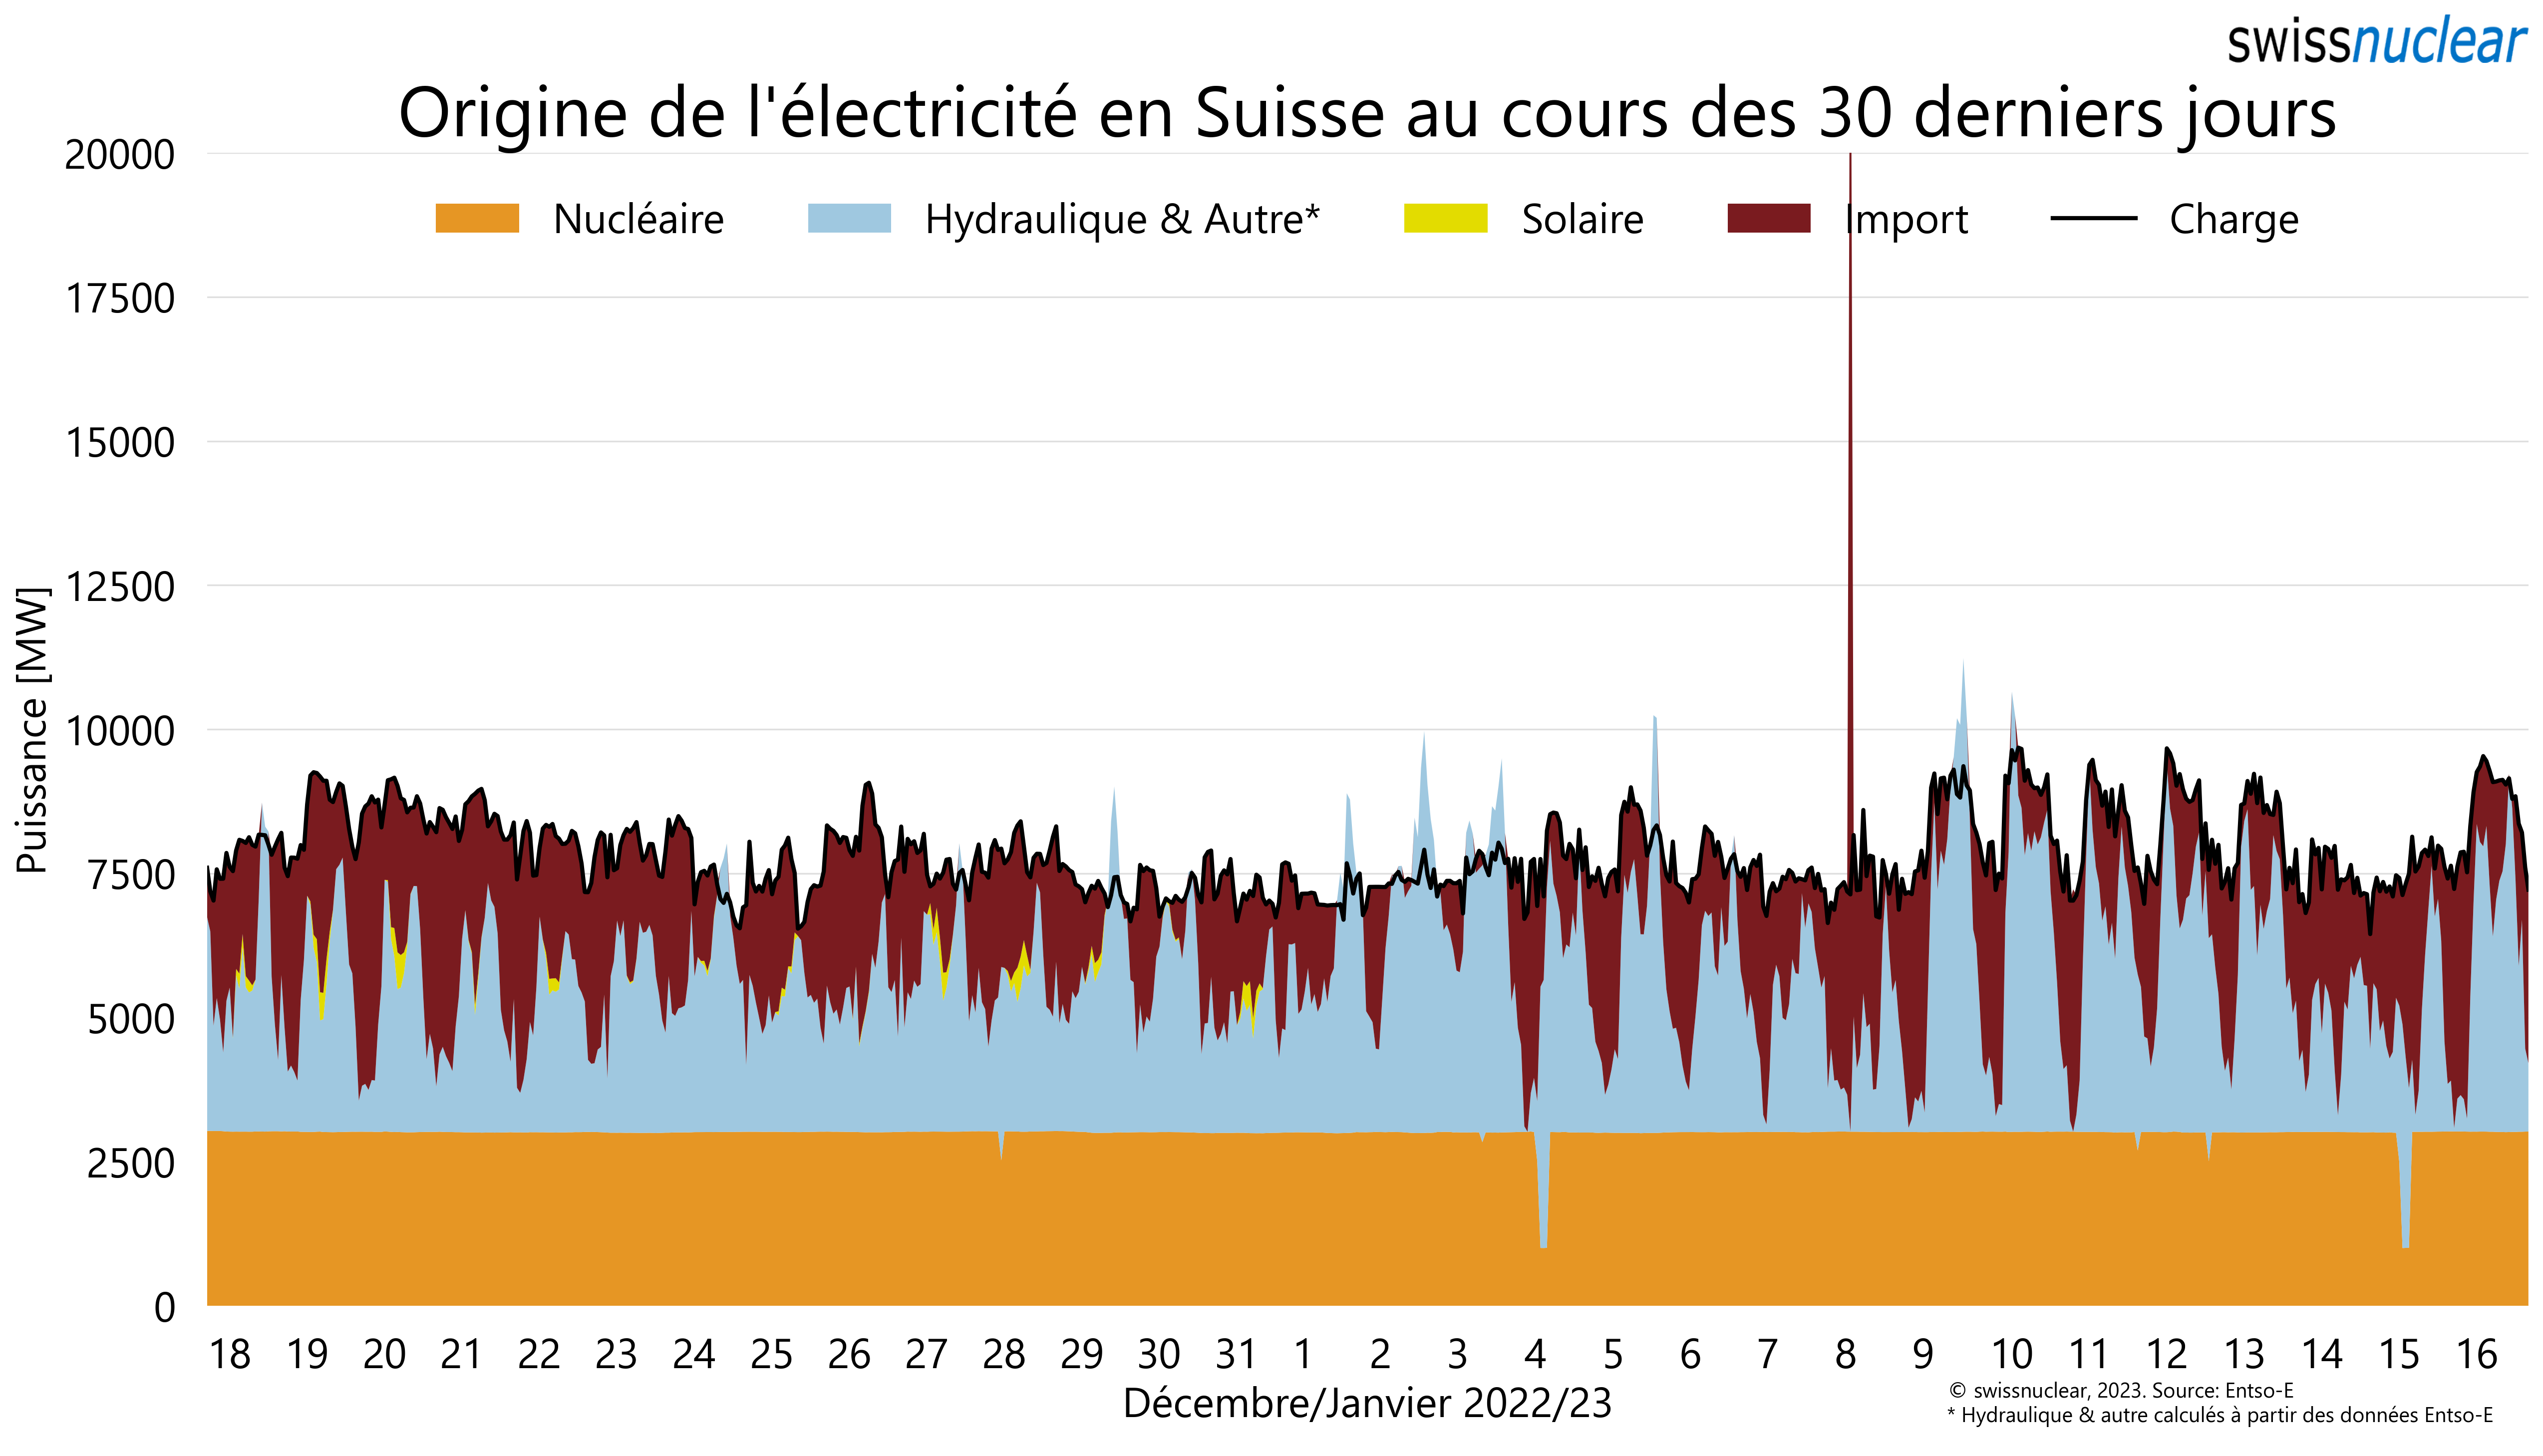 swissnuclear
Origine de l'électricité en Suisse au cours des 30 derniers jours
Nucléaire Hydraulique & Autre* Solaire Import Charge
Puissance [MW]
20000
17500
15000
12500
10000
7500
5000
2500
0
18 19 20 21 22 23 24 25 26 27 28 29 30 31 1 2 3 4 5 6 7 8 9 10 11 12 13 14 15 16
Décembre/Janvier 2022/23
© swissnuclear, 2023. Source: Entso-E
* Hydraulique & autre calculés à partir des données Entso-E